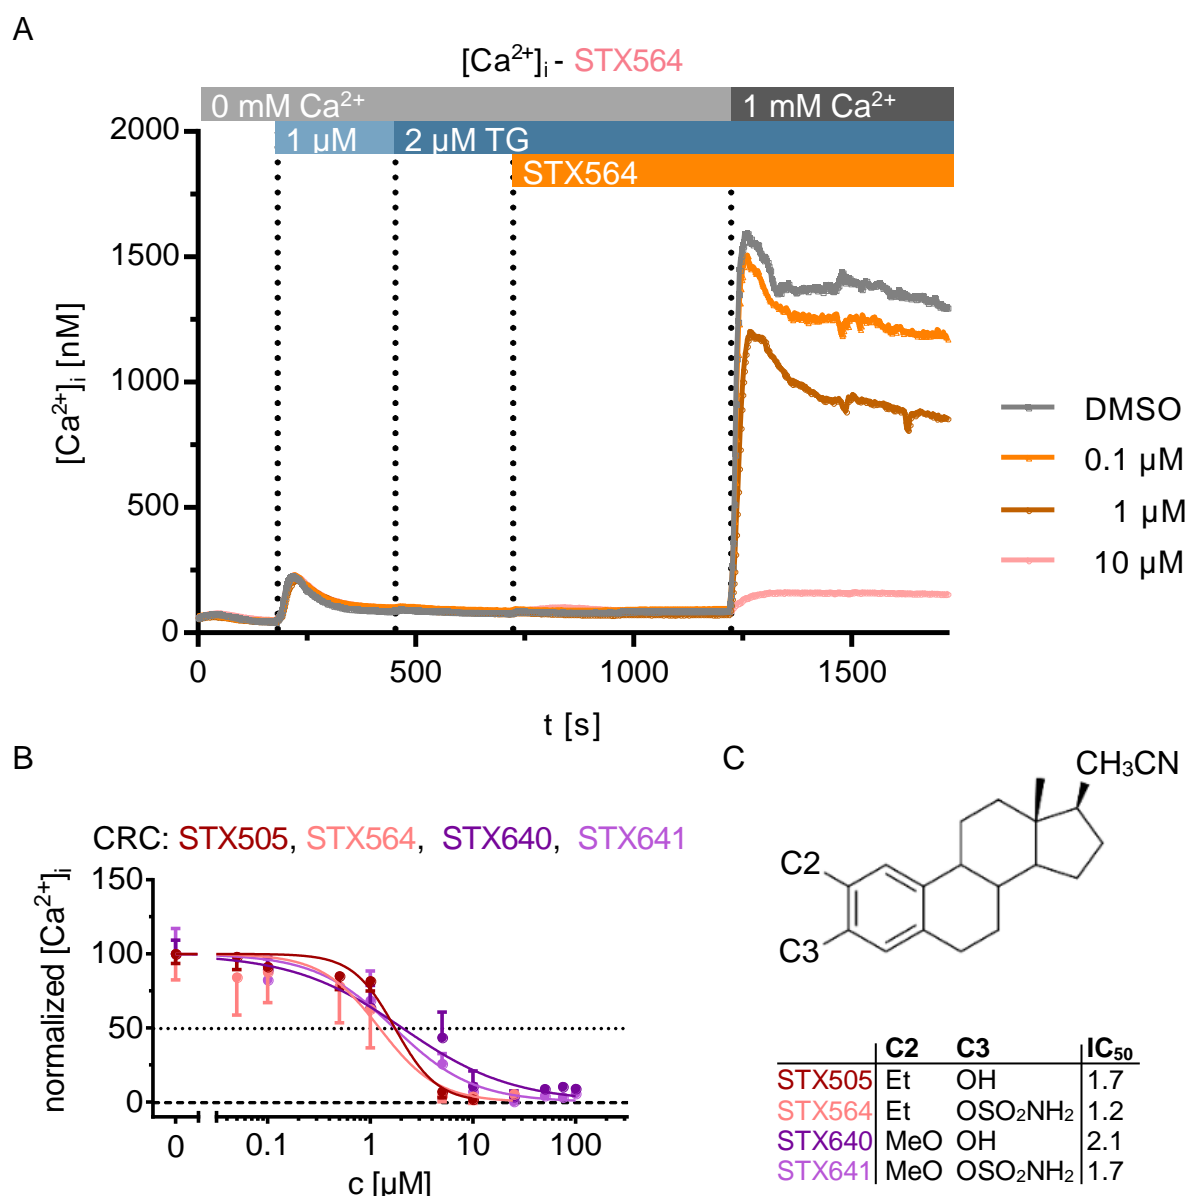 A
[Ca²⁺]ᵢ - STX564
0 mM Ca²⁺ 1 mM Ca²⁺
1 µM 2 µM TG
STX564
2000
1500
1000
500
0
[Ca²⁺]ᵢ [nM]
0 500 1000 1500
t [s]
DMSO
0.1 µM
1 µM
10 µM
B
CRC: STX505, STX564, STX640, STX641
150
100
50
0
normalized [Ca²⁺]ᵢ
0 0.1 1 10 100
c [µM]
C
CH₃CN
C2
C3
C2 C3 IC₅₀
STX505 Et OH 1.7
STX564 Et OSO₂NH₂ 1.2
STX640 MeO OH 2.1
STX641 MeO OSO₂NH₂ 1.7